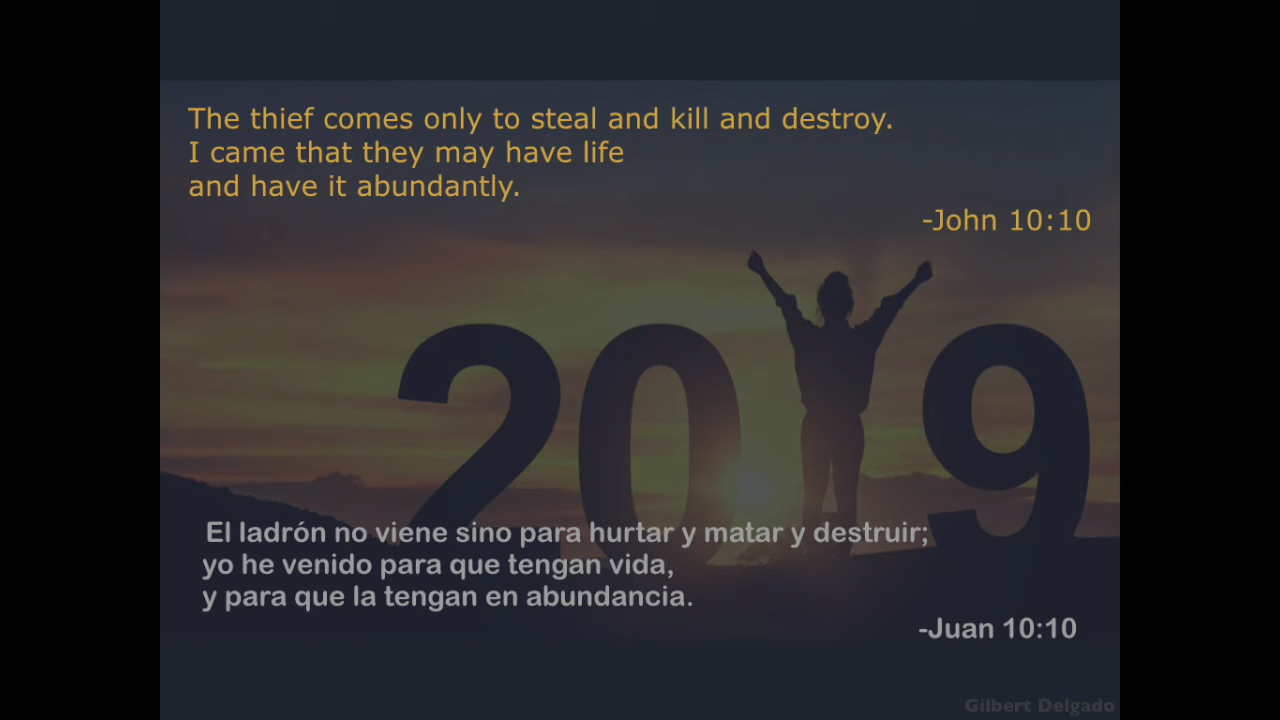 The thief comes only to steal and kill and destroy.
I came that they may have life
and have it abundantly.
-John 10:10
2019
El ladrón no viene sino para hurtar y matar y destruir;
yo he venido para que tengan vida,
y para que la tengan en abundancia.
-Juan 10:10
Gilbert Delgado